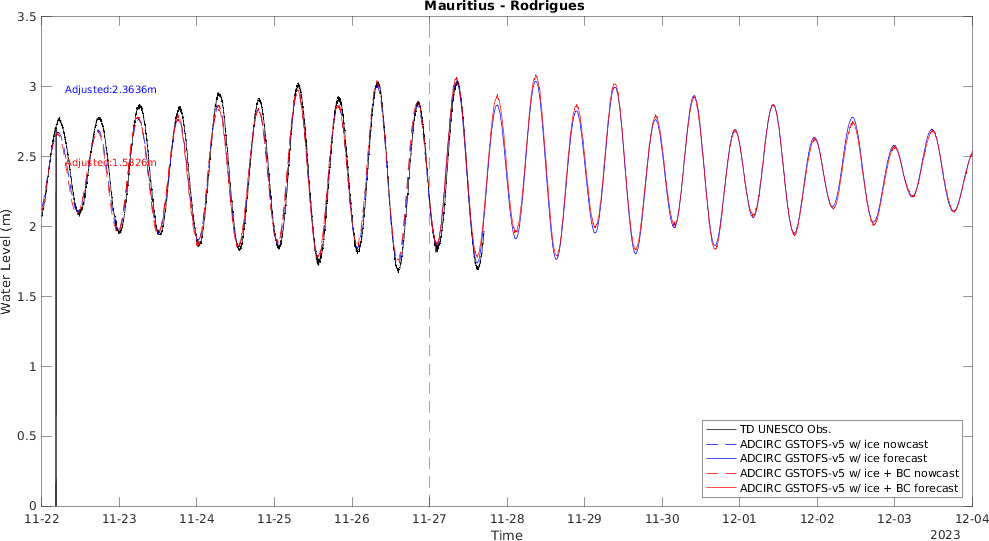 Mauritius - Rodrigues
3.5
3
2.5
2
1.5
1
0.5
0
Water Level (m)
Adjusted:2.3636m
Adjusted:1.5826m
TD UNESCO Obs.
ADCIRC GSTOFS-v5 w/ ice nowcast
ADCIRC GSTOFS-v5 w/ ice forecast
ADCIRC GSTOFS-v5 w/ ice + BC nowcast
ADCIRC GSTOFS-v5 w/ ice + BC forecast
11-22 11-23 11-24 11-25 11-26 11-27 11-28 11-29 11-30 12-01 12-02 12-03 12-04
Time
2023